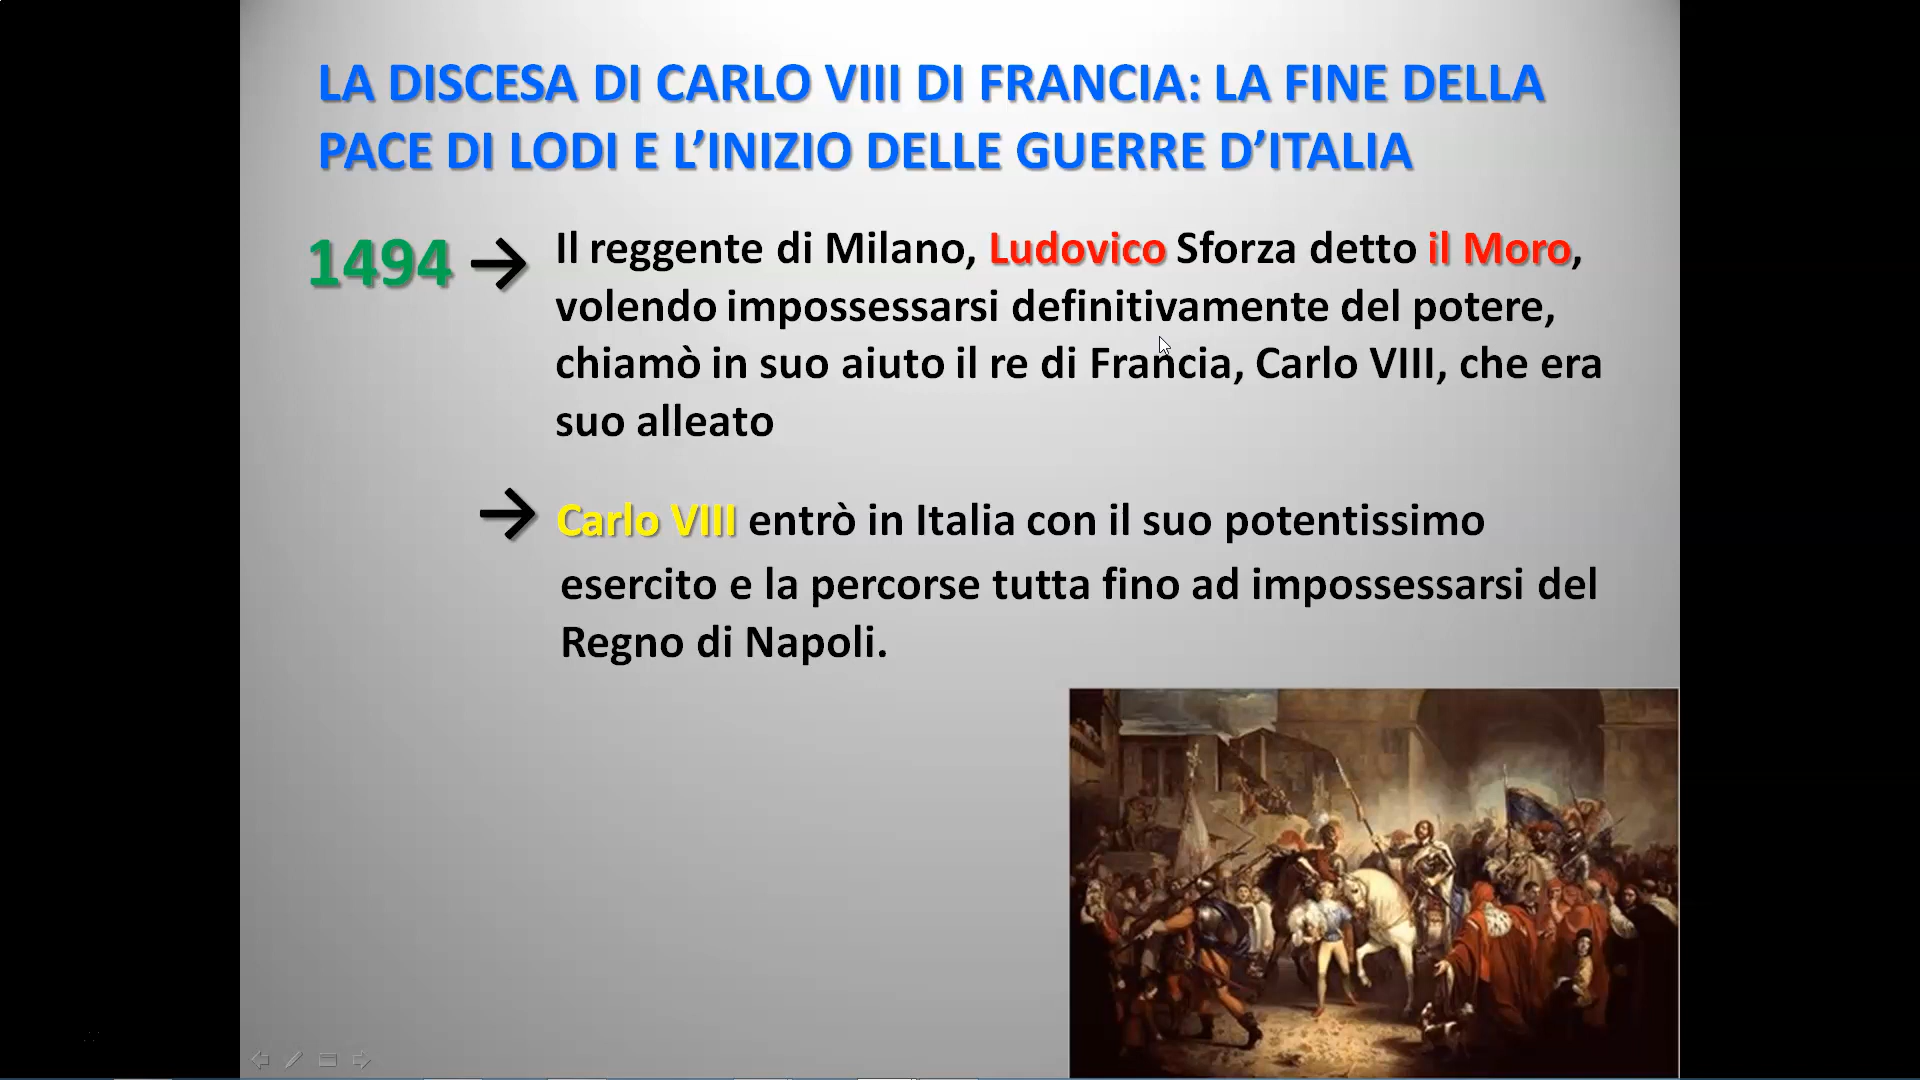 LA DISCESA DI CARLO VIII DI FRANCIA: LA FINE DELLA
PACE DI LODI E L’INIZIO DELLE GUERRE D’ITALIA
1494 → Il reggente di Milano, Ludovico Sforza detto il Moro,
volendo impossessarsi definitivamente del potere,
chiamò in suo aiuto il re di Francia, Carlo VIII, che era
suo alleato
→ Carlo VIII entrò in Italia con il suo potentissimo
esercito e la percorse tutta fino ad impossessarsi del
Regno di Napoli.